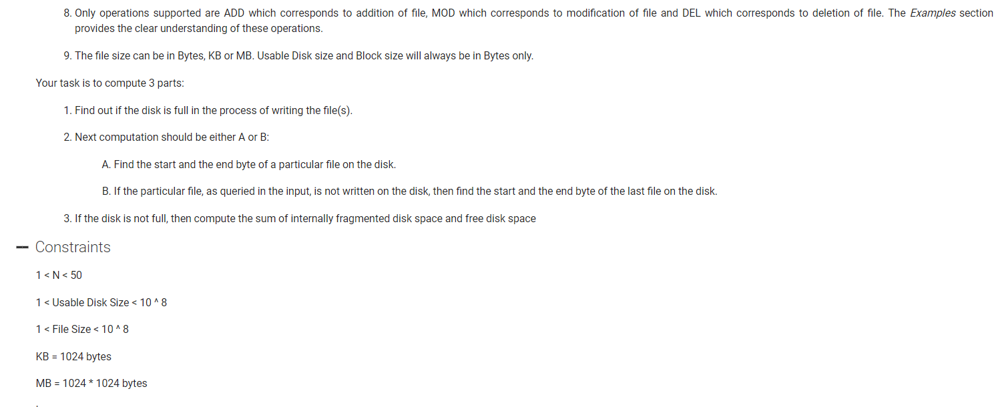 8. Only operations supported are ADD which corresponds to addition of file, MOD which corresponds to modification of file and DEL which corresponds to deletion of file. The Examples section
provides the clear understanding of these operations.
9. The file size can be in Bytes, KB or MB. Usable Disk size and Block size will always be in Bytes only.
Your task is to compute 3 parts:
1. Find out if the disk is full in the process of writing the file(s).
2. Next computation should be either A or B:
A. Find the start and the end byte of a particular file on the disk.
B. If the particular file, as queried in the input, is not written on the disk, then find the start and the end byte of the last file on the disk.
3. If the disk is not full, then compute the sum of internally fragmented disk space and free disk space
Constraints
1 < N < 50
1 < Usable Disk Size < 10 ^ 8
1 < File Size < 10 ^ 8
KB = 1024 bytes
MB = 1024 * 1024 bytes